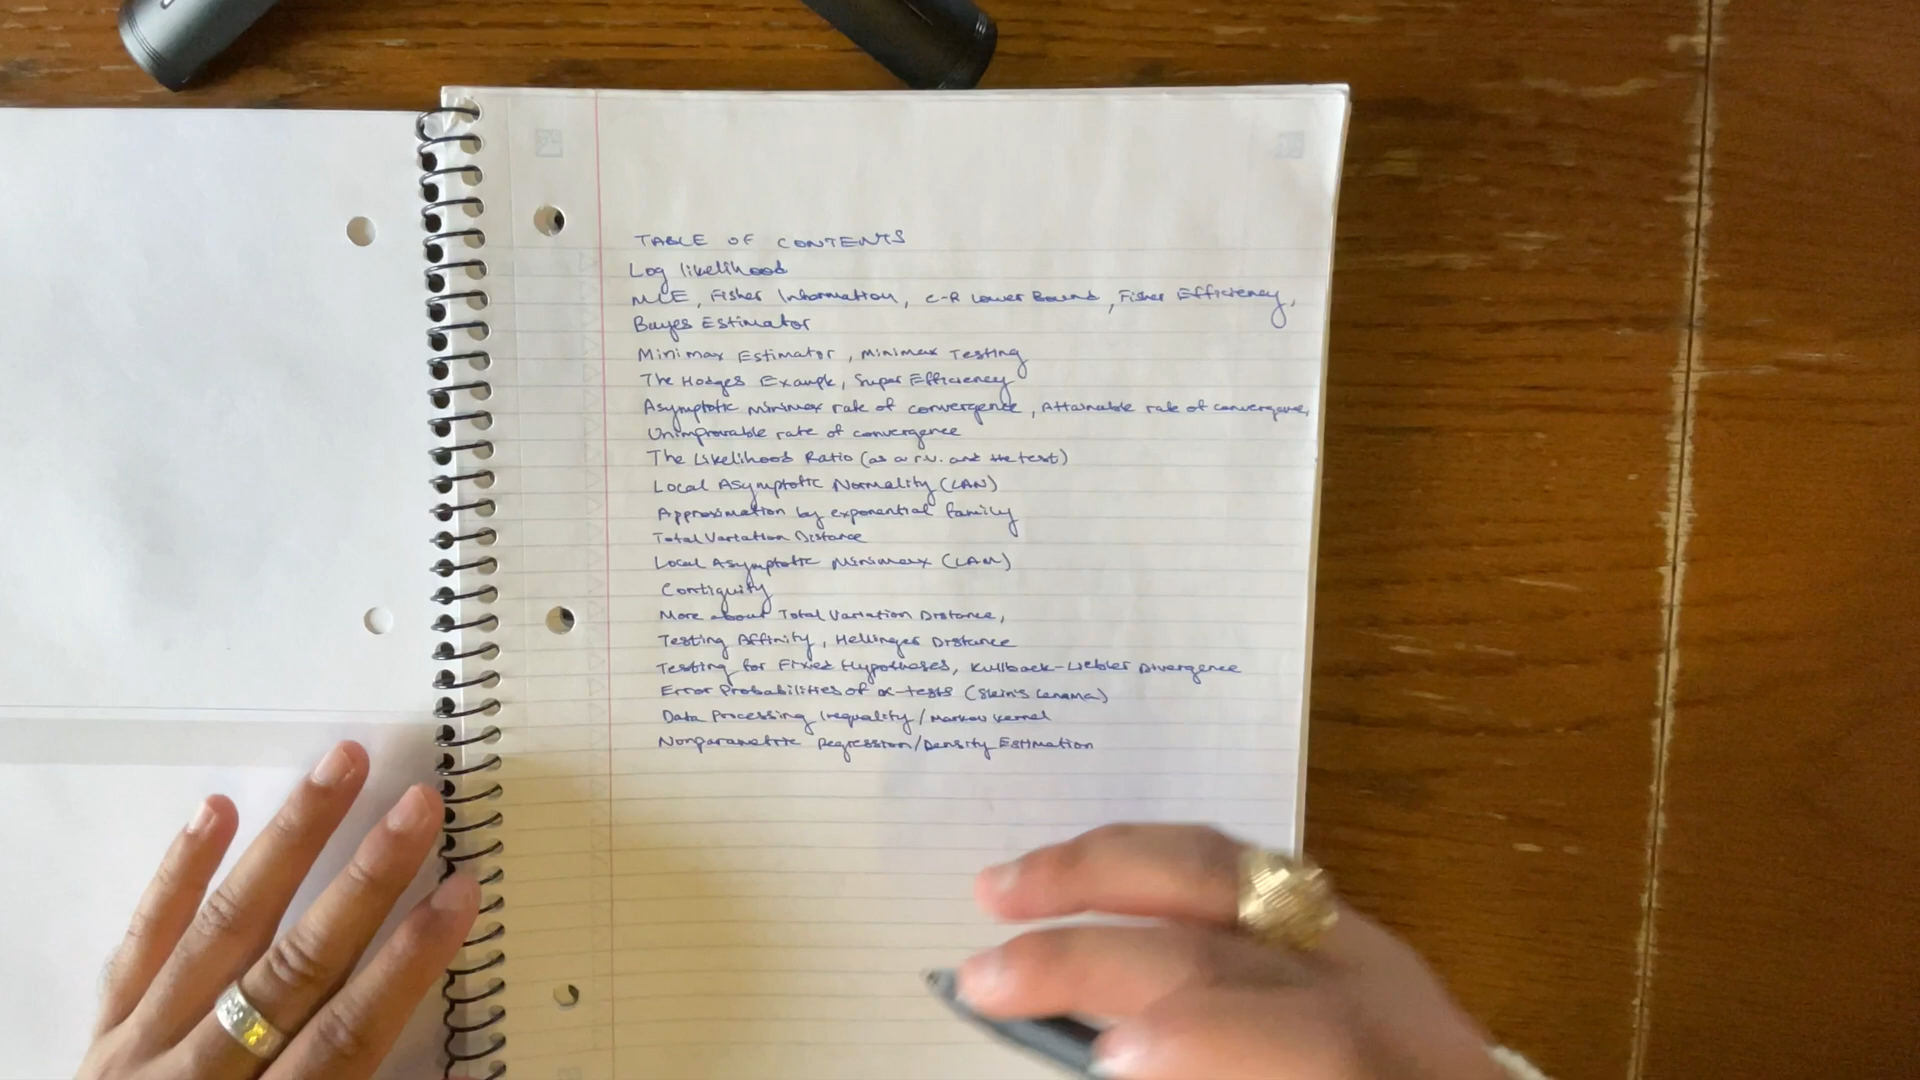 TABLE OF CONTENTS
Log likelihood
MLE, Fisher Information, C-R Lower Bound, Fisher Efficiency,
Bayes Estimator
Minimax Estimator, Minimax Testing
The Hodges Example, Super Efficiency
Asymptotic minimax rate of convergence, Attainable rate of convergence,
Unimprovable rate of convergence
The Likelihood Ratio (as a r.v. and the test)
Local Asymptotic Normality (LAN)
Approximation by exponential family
Total Variation Distance
Local Asymptotic Minimax (LAM)
Contiguity
More about Total Variation Distance,
Testing Affinity, Hellinger Distance
Testing for Fixed Hypotheses, Kullback-Liebler Divergence
Error Probabilities of α-tests (Stein's Lemma)
Data Processing Inequality/Markov Kernel
Nonparametric Regression/Density Estimation